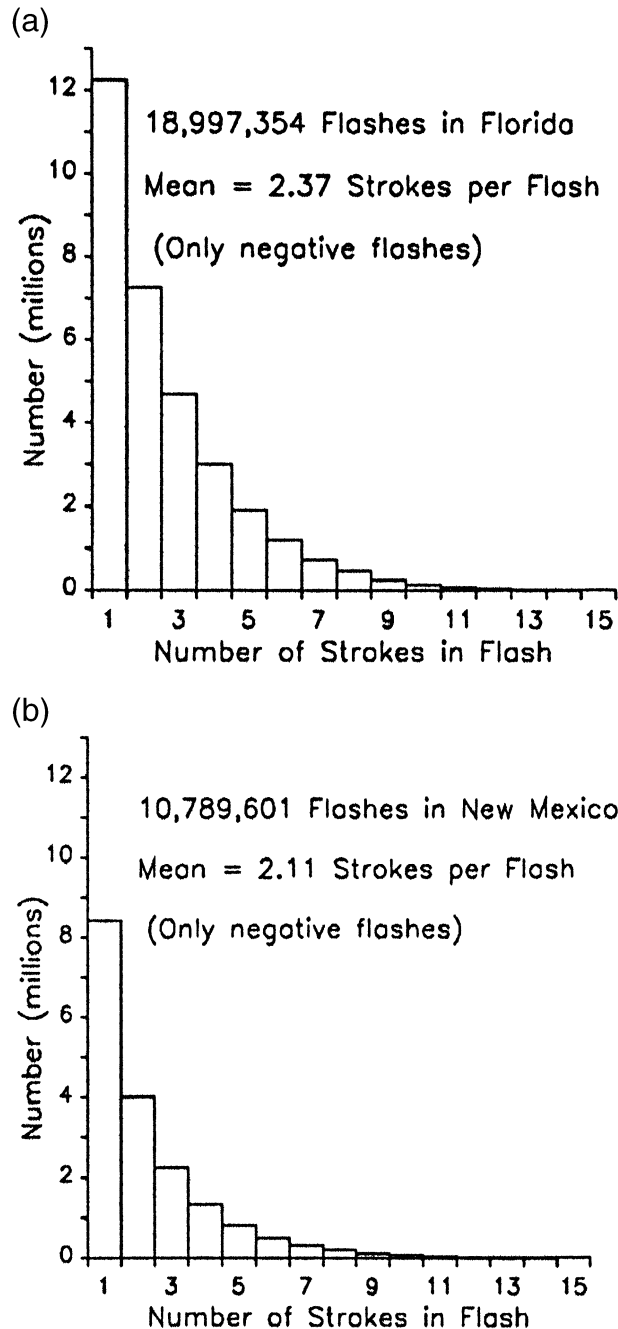 (a)
12
10
8
6
4
2
0
Number (millions)
18,997,354 Flashes in Florida
Mean = 2.37 Strokes per Flash
(Only negative flashes)
1 3 5 7 9 11 13 15
Number of Strokes in Flash
(b)
12
10
8
6
4
2
0
Number (millions)
10,789,601 Flashes in New Mexico
Mean = 2.11 Strokes per Flash
(Only negative flashes)
1 3 5 7 9 11 13 15
Number of Strokes in Flash